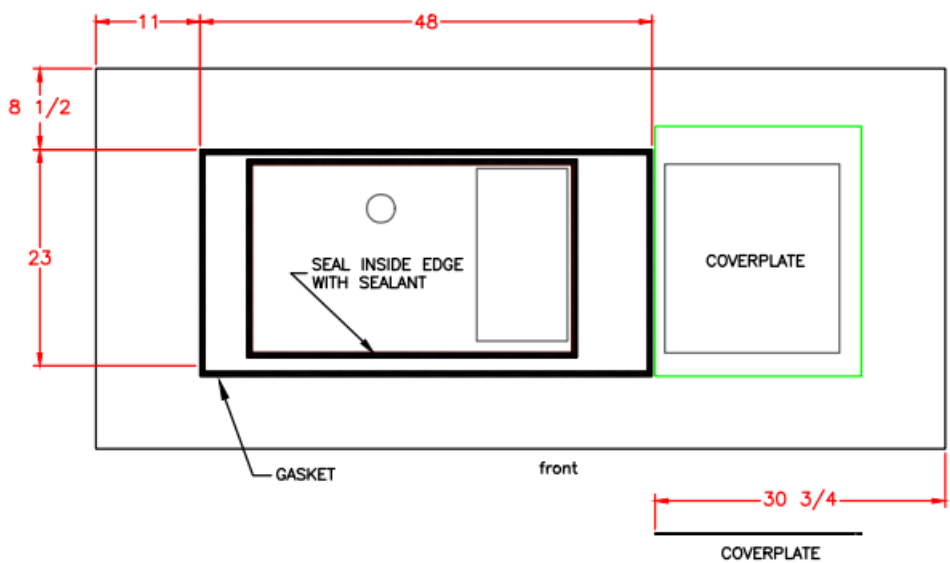 11
48
8 1/2
23
SEAL INSIDE EDGE
WITH SEALANT
COVERPLATE
GASKET
front
30 3/4
COVERPLATE